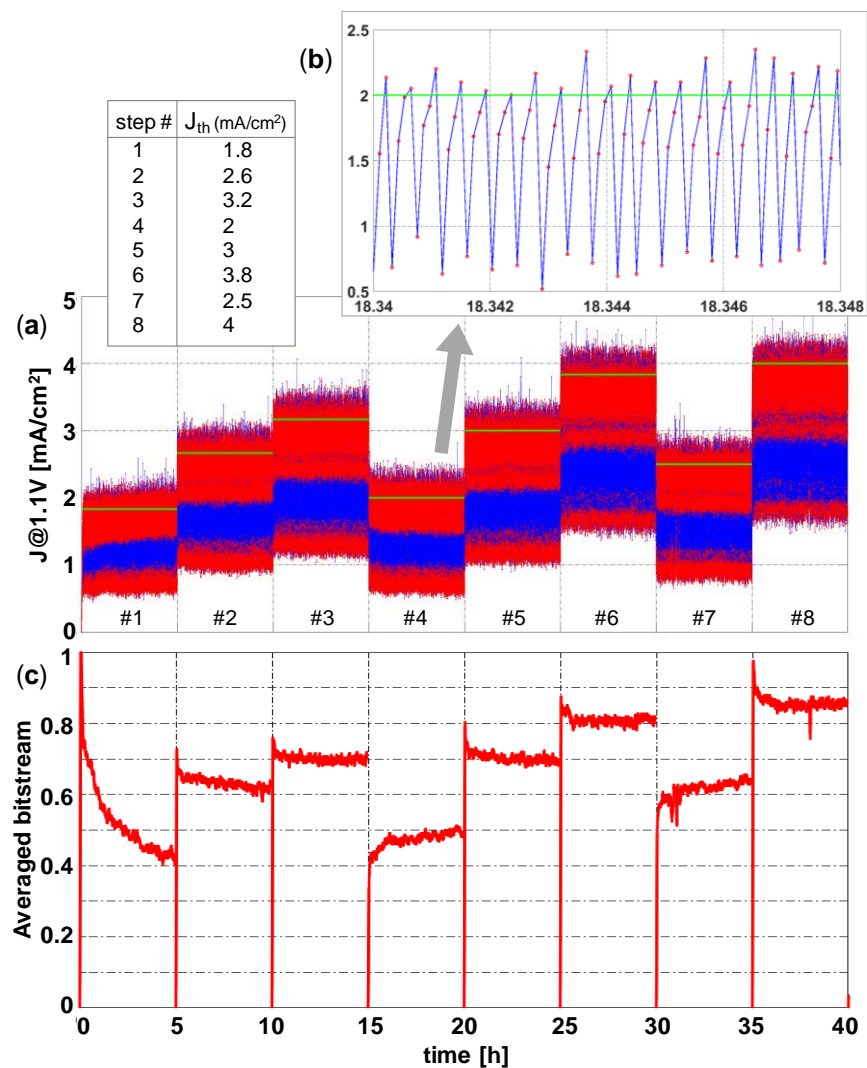 (b)
2.5
2
1.5
1
0.5
18.34 18.342 18.344 18.346 18.348
step # Jth (mA/cm²)
1 1.8
2 2.6
3 3.2
4 2
5 3
6 3.8
7 2.5
8 4
(a)
J@1.1V [mA/cm²]
5
4
3
2
1
0
#1 #2 #3 #4 #5 #6 #7 #8
(c)
Averaged bitstream
1
0.8
0.6
0.4
0.2
0
0 5 10 15 20 25 30 35 40
time [h]